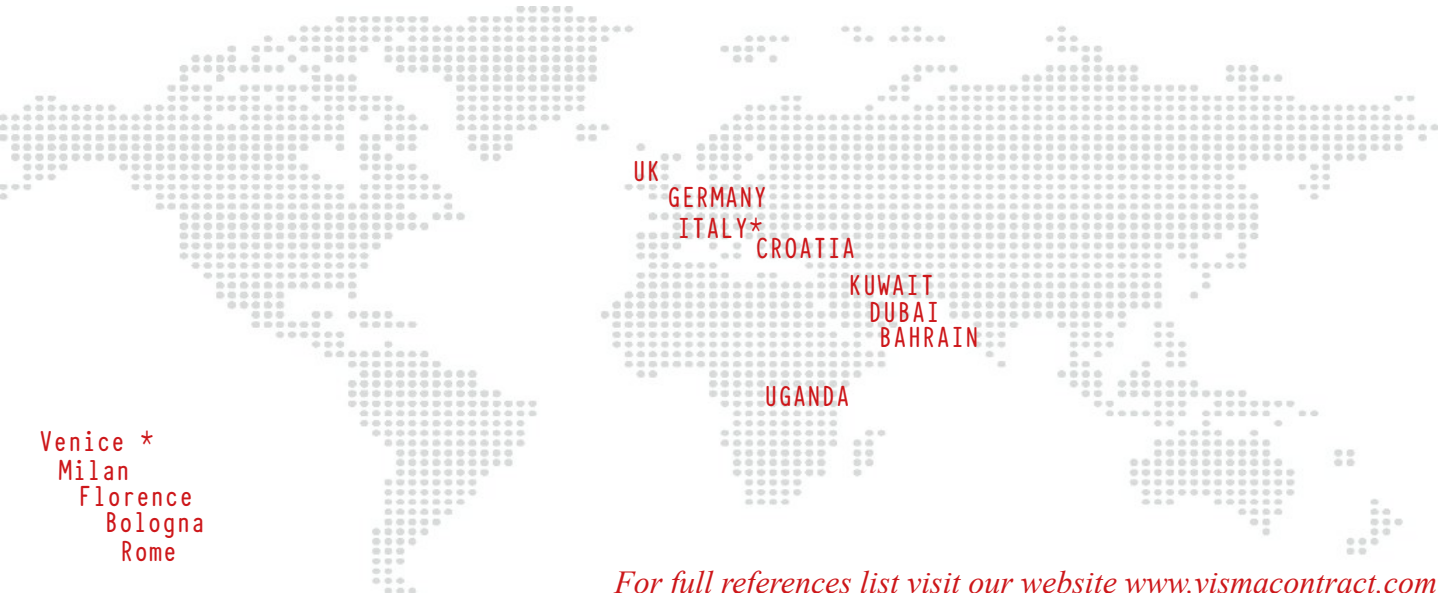 UK
GERMANY
ITALY*
CROATIA
KUWAIT
DUBAI
BAHRAIN
UGANDA
Venice *
Milan
Florence
Bologna
Rome
For full references list visit our website www.vismacontract.com